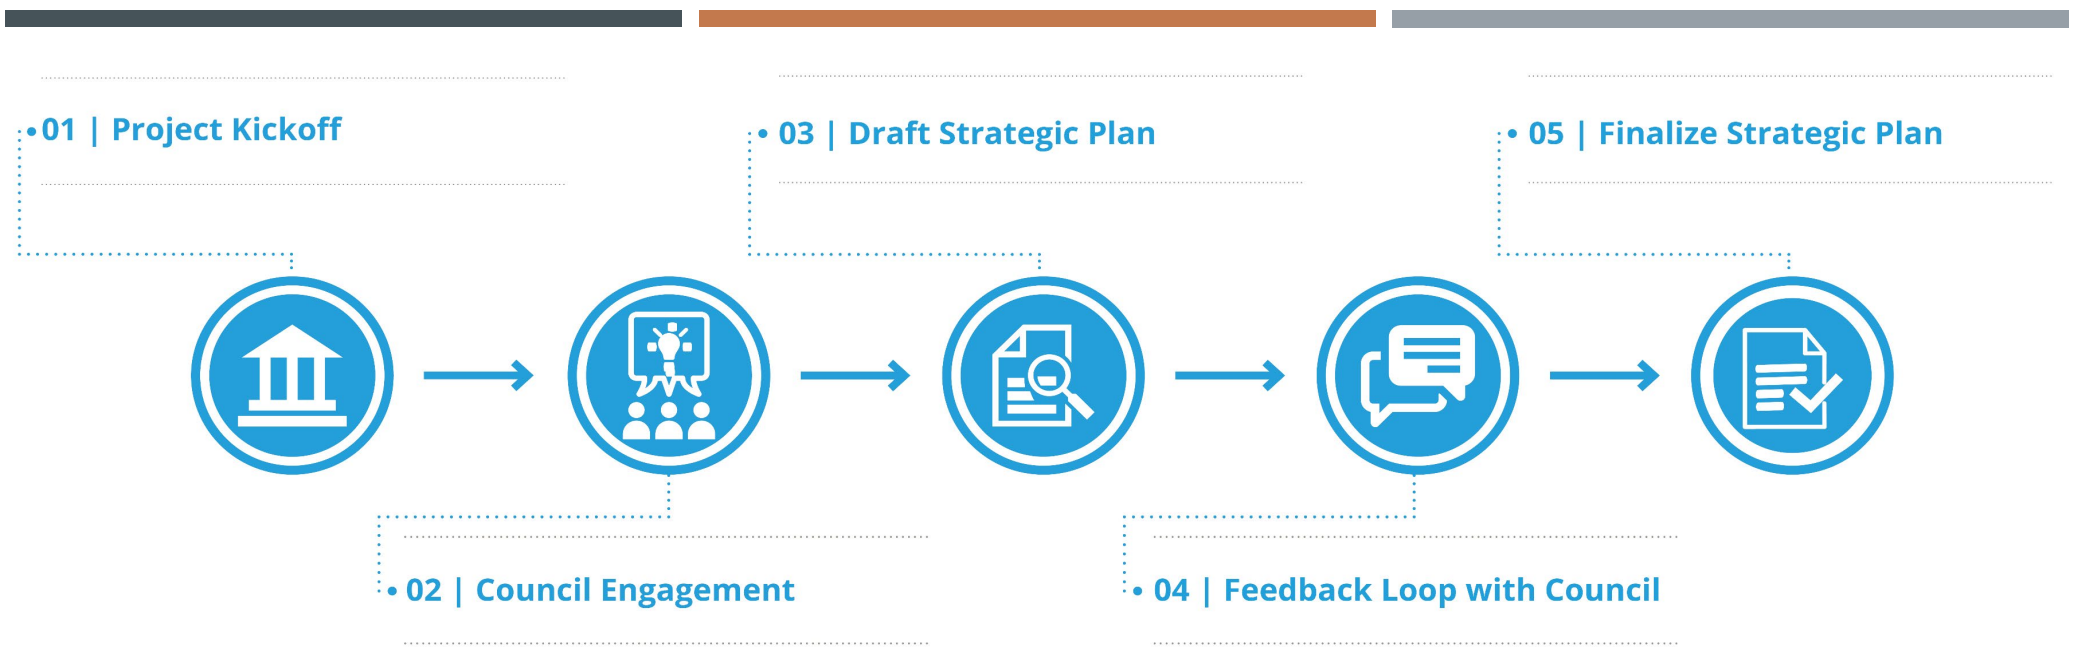 01 | Project Kickoff
02 | Council Engagement
03 | Draft Strategic Plan
04 | Feedback Loop with Council
05 | Finalize Strategic Plan